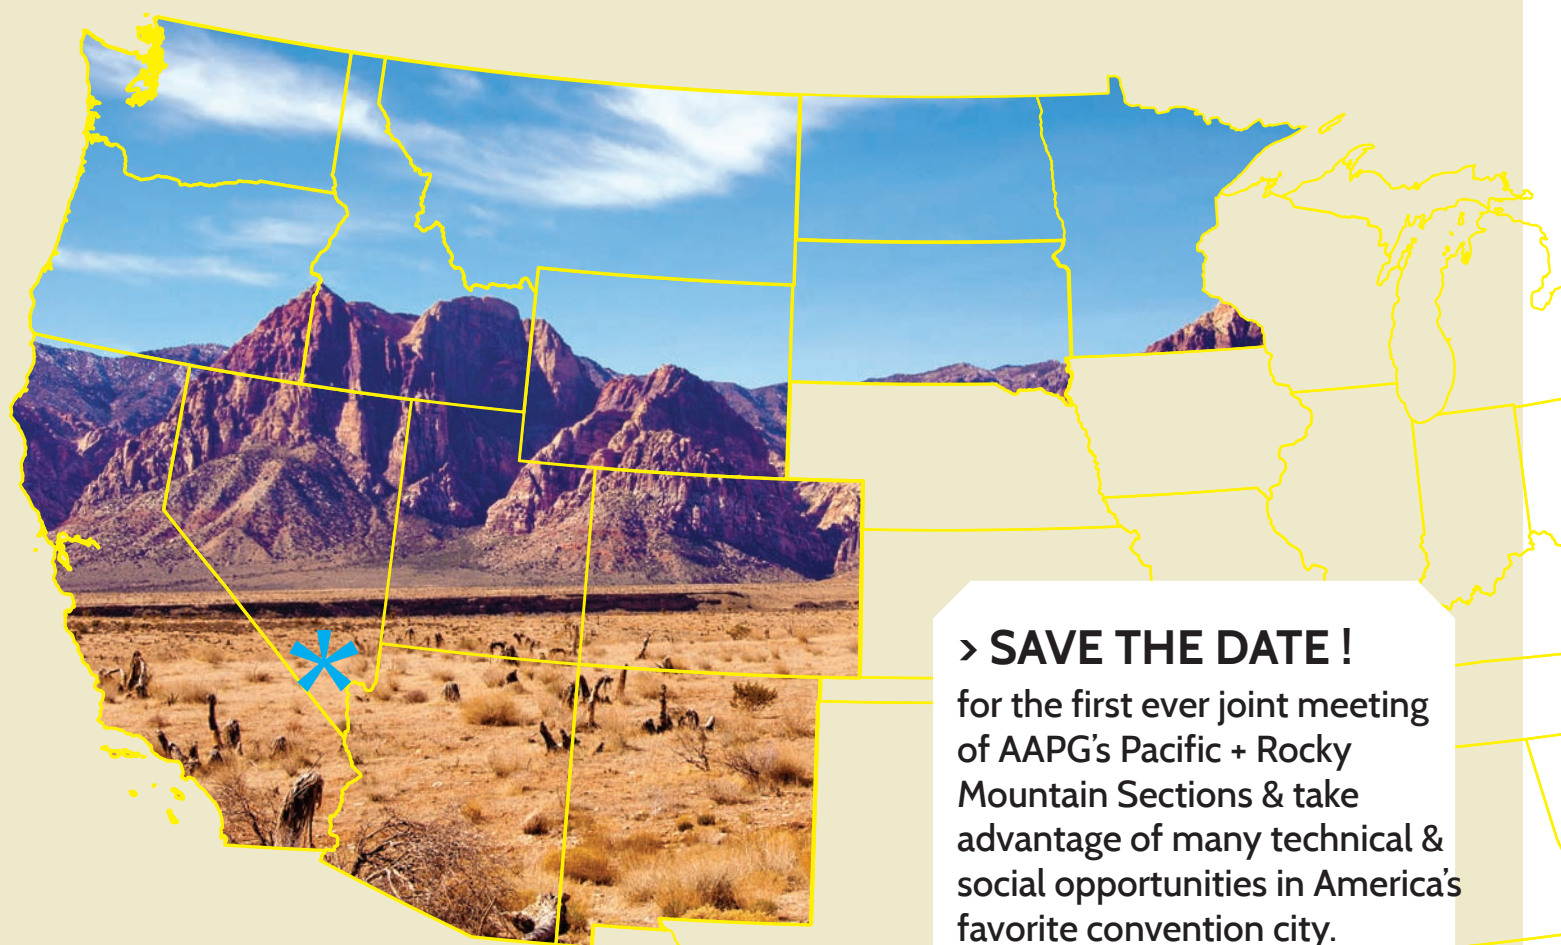 › SAVE THE DATE !
for the first ever joint meeting
of AAPG's Pacific + Rocky
Mountain Sections & take
advantage of many technical &
social opportunities in America's
favorite convention city.